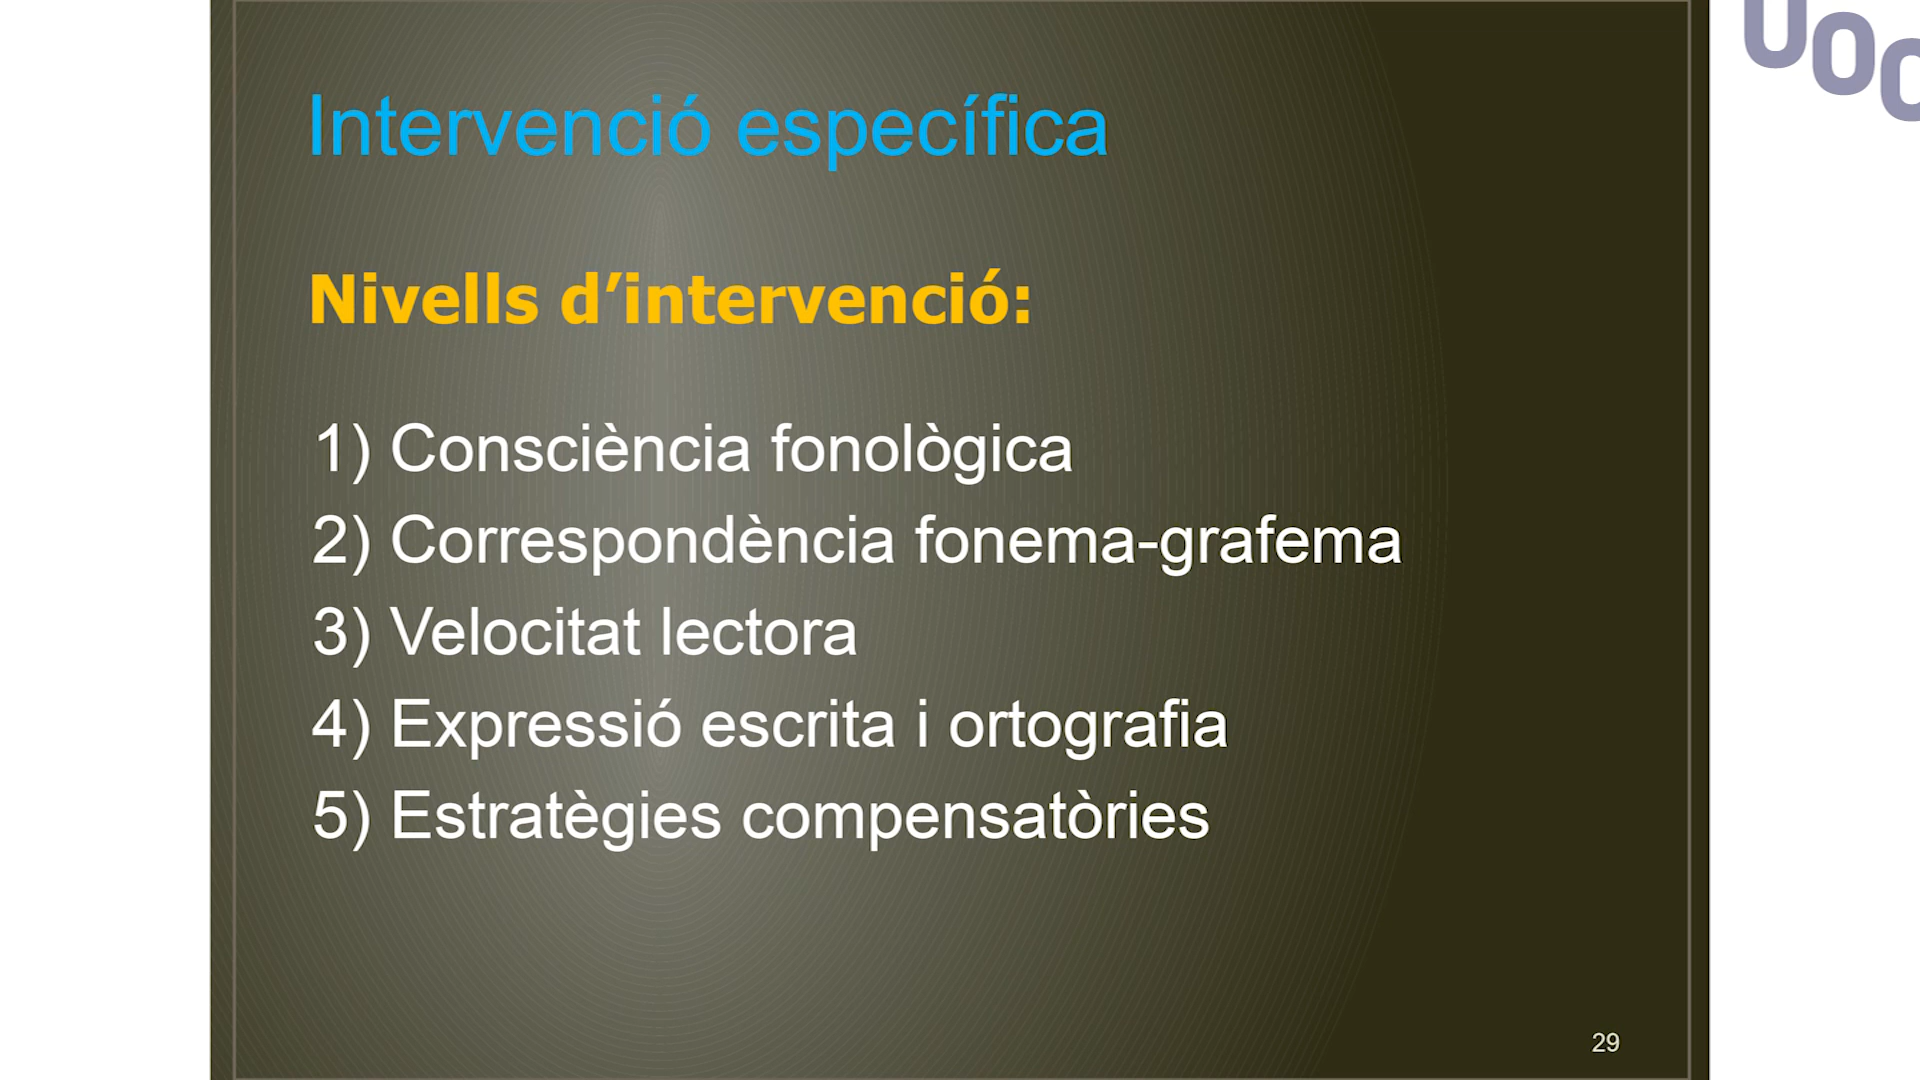 UOC
Intervenció específica
Nivells d’intervenció:
1) Consciència fonològica
2) Correspondència fonema-grafema
3) Velocitat lectora
4) Expressió escrita i ortografia
5) Estratègies compensatòries
29